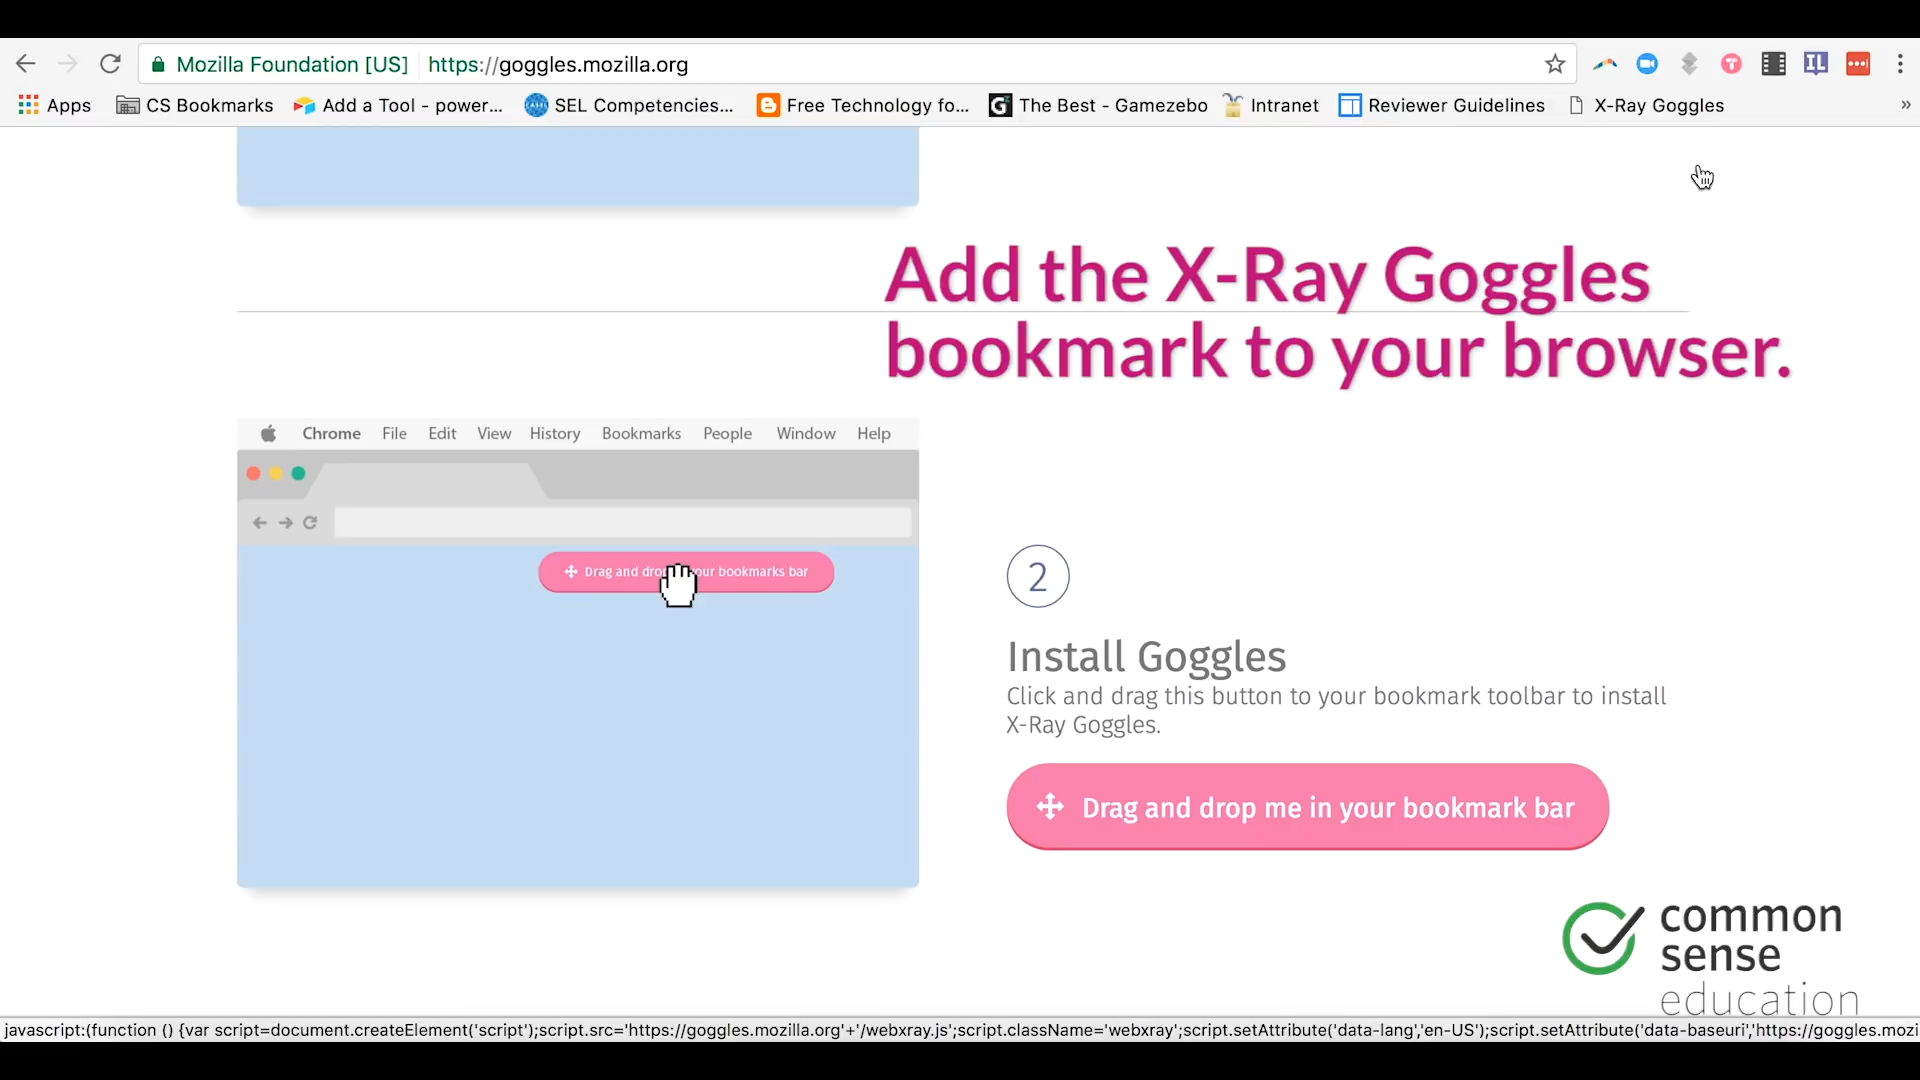 Mozilla Foundation [US] https://goggles.mozilla.org
Apps CS Bookmarks Add a Tool - power... SEL Competencies... Free Technology fo... The Best - Gamezebo Intranet Reviewer Guidelines X-Ray Goggles »
Add the X-Ray Goggles
bookmark to your browser.
Chrome File Edit View History Bookmarks People Window Help
Drag and drop your bookmarks bar
2
Install Goggles
Click and drag this button to your bookmark toolbar to install
X-Ray Goggles.
Drag and drop me in your bookmark bar
common
sense
education
javascript:(function () {var script=document.createElement('script');script.src='https://goggles.mozilla.org'+'/webxray.js';script.className='webxray';script.setAttribute('data-lang','en-US');script.setAttribute('data-baseuri','https://goggles.mozi